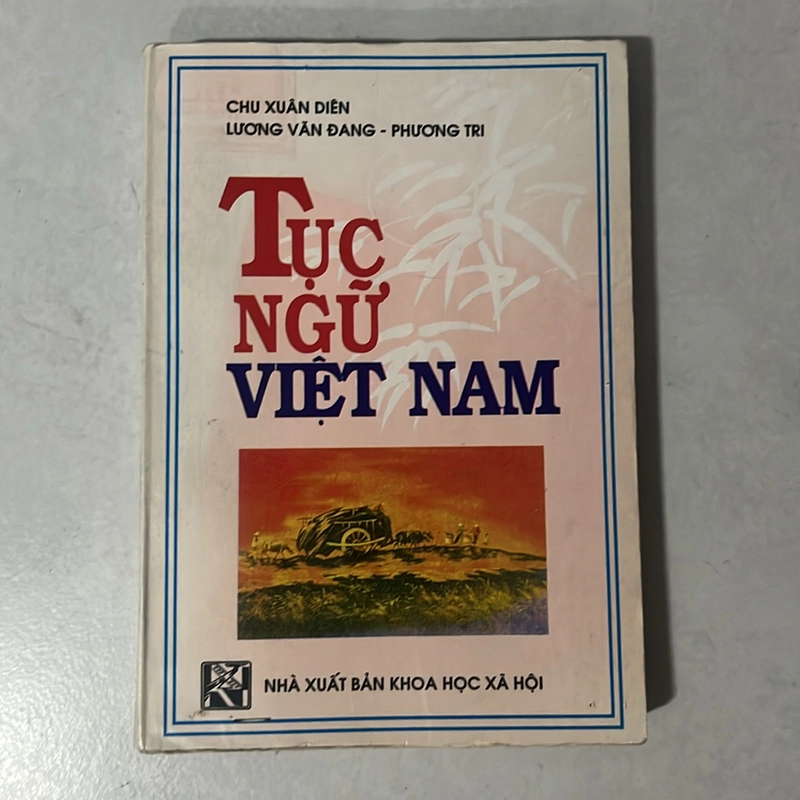 CHU XUÂN DIÊN
LƯƠNG VĂN ĐANG - PHƯƠNG TRI
TỤC
NGỮ
VIỆT NAM
NHÀ XUẤT BẢN KHOA HỌC XÃ HỘI